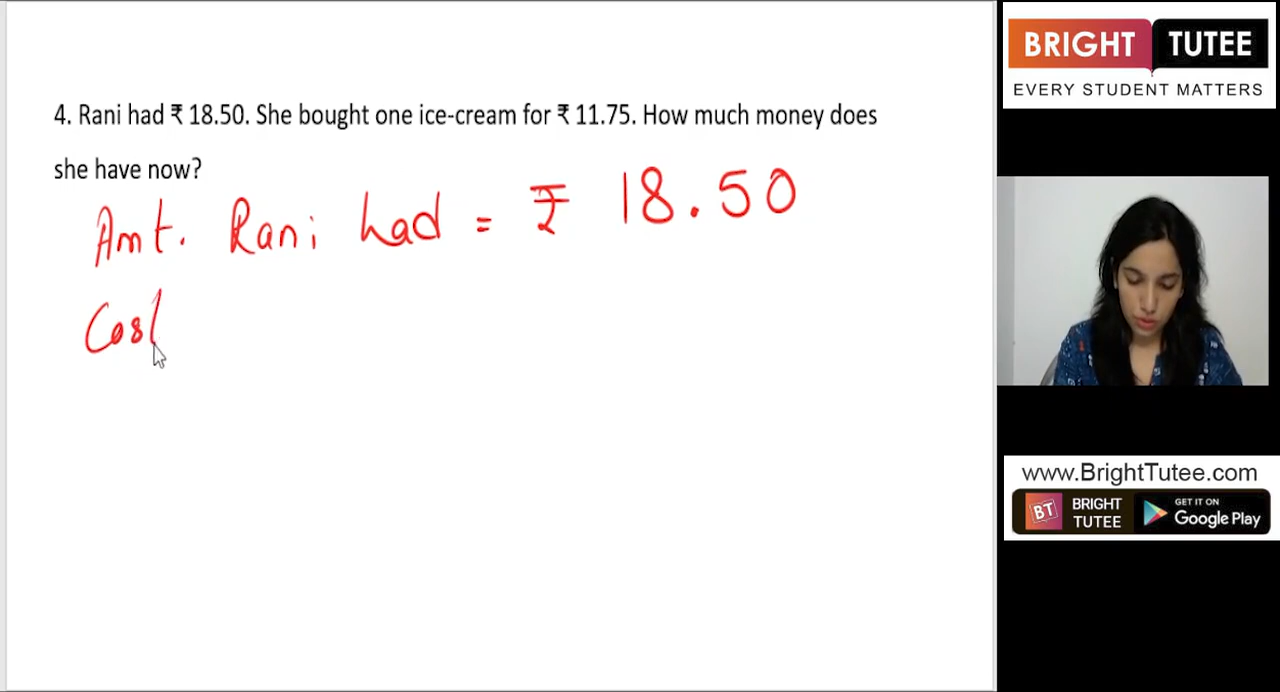 4. Rani had ₹ 18.50. She bought one ice-cream for ₹ 11.75. How much money does
she have now?
Amt. Rani had = ₹ 18.50
Cos
BRIGHT TUTEE
EVERY STUDENT MATTERS
www.BrightTutee.com
BT
BRIGHT
TUTEE
GET IT ON
Google Play